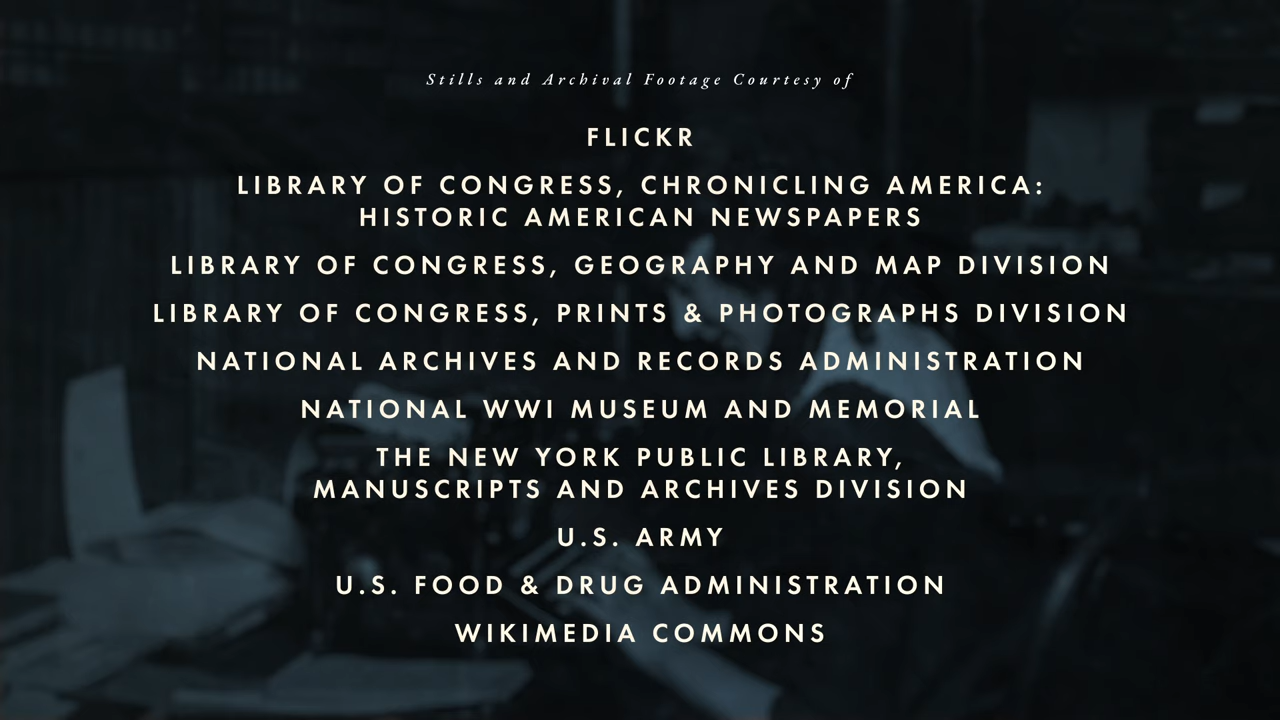 Stills and Archival Footage Courtesy of
FLICKR
LIBRARY OF CONGRESS, CHRONICLING AMERICA:
HISTORIC AMERICAN NEWSPAPERS
LIBRARY OF CONGRESS, GEOGRAPHY AND MAP DIVISION
LIBRARY OF CONGRESS, PRINTS & PHOTOGRAPHS DIVISION
NATIONAL ARCHIVES AND RECORDS ADMINISTRATION
NATIONAL WWI MUSEUM AND MEMORIAL
THE NEW YORK PUBLIC LIBRARY,
MANUSCRIPTS AND ARCHIVES DIVISION
U.S. ARMY
U.S. FOOD & DRUG ADMINISTRATION
WIKIMEDIA COMMONS